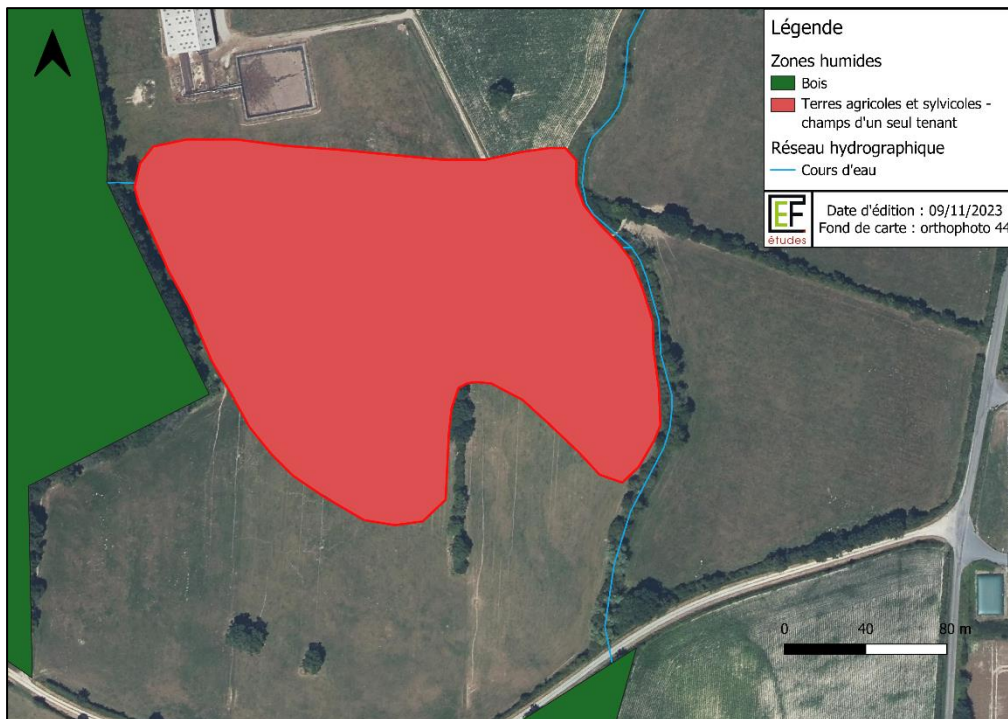 Légende
Zones humides
Bois
Terres agricoles et sylvicoles -
champs d'un seul tenant
Réseau hydrographique
Cours d'eau
EF
études
Date d'édition : 09/11/2023
Fond de carte : orthophoto 44
0 40 80 m